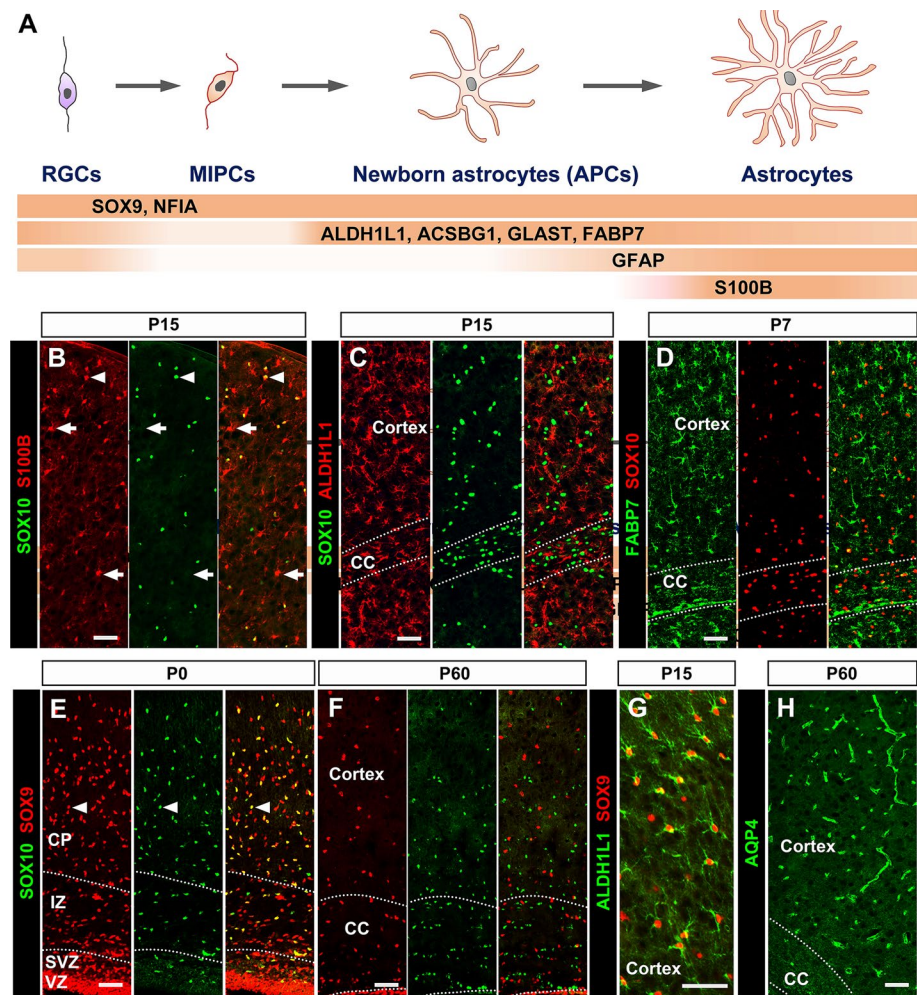 A
RGCs MIPCs Newborn astrocytes (APCs) Astrocytes
SOX9, NFIA
ALDH1L1, ACSBG1, GLAST, FABP7
GFAP
S100B
P15 P15 P7
SOX10 S100B
B
SOX10 ALDH1L1
C
Cortex
CC
FABP7 SOX10
D
Cortex
CC
P0 P60 P15 P60
SOX10 SOX9
E
CP
IZ
SVZ
VZ
F
Cortex
CC
ALDH1L1 SOX9
G
Cortex
AQP4
H
Cortex
CC